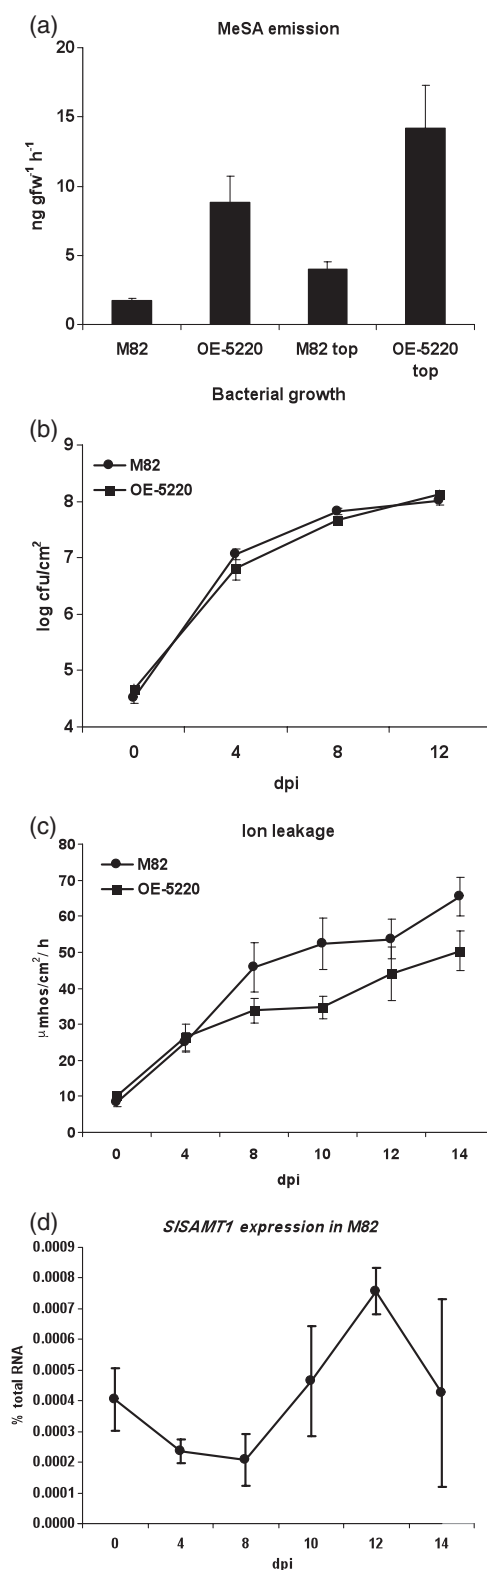 (a)
MeSA emission
ng gfw⁻¹ h⁻¹
20
15
10
5
0
M82 OE-5220 M82 top OE-5220 top
Bacterial growth
(b)
M82
OE-5220
log cfu/cm²
9
8
7
6
5
4
0 4 8 12
dpi
(c)
Ion leakage
M82
OE-5220
µmhos/cm²/ h
80
70
60
50
40
30
20
10
0
0 4 8 10 12 14
dpi
(d)
SlSAMT1 expression in M82
% total RNA
0.0009
0.0008
0.0007
0.0006
0.0005
0.0004
0.0003
0.0002
0.0001
0.0000
0 4 8 10 12 14
dpi